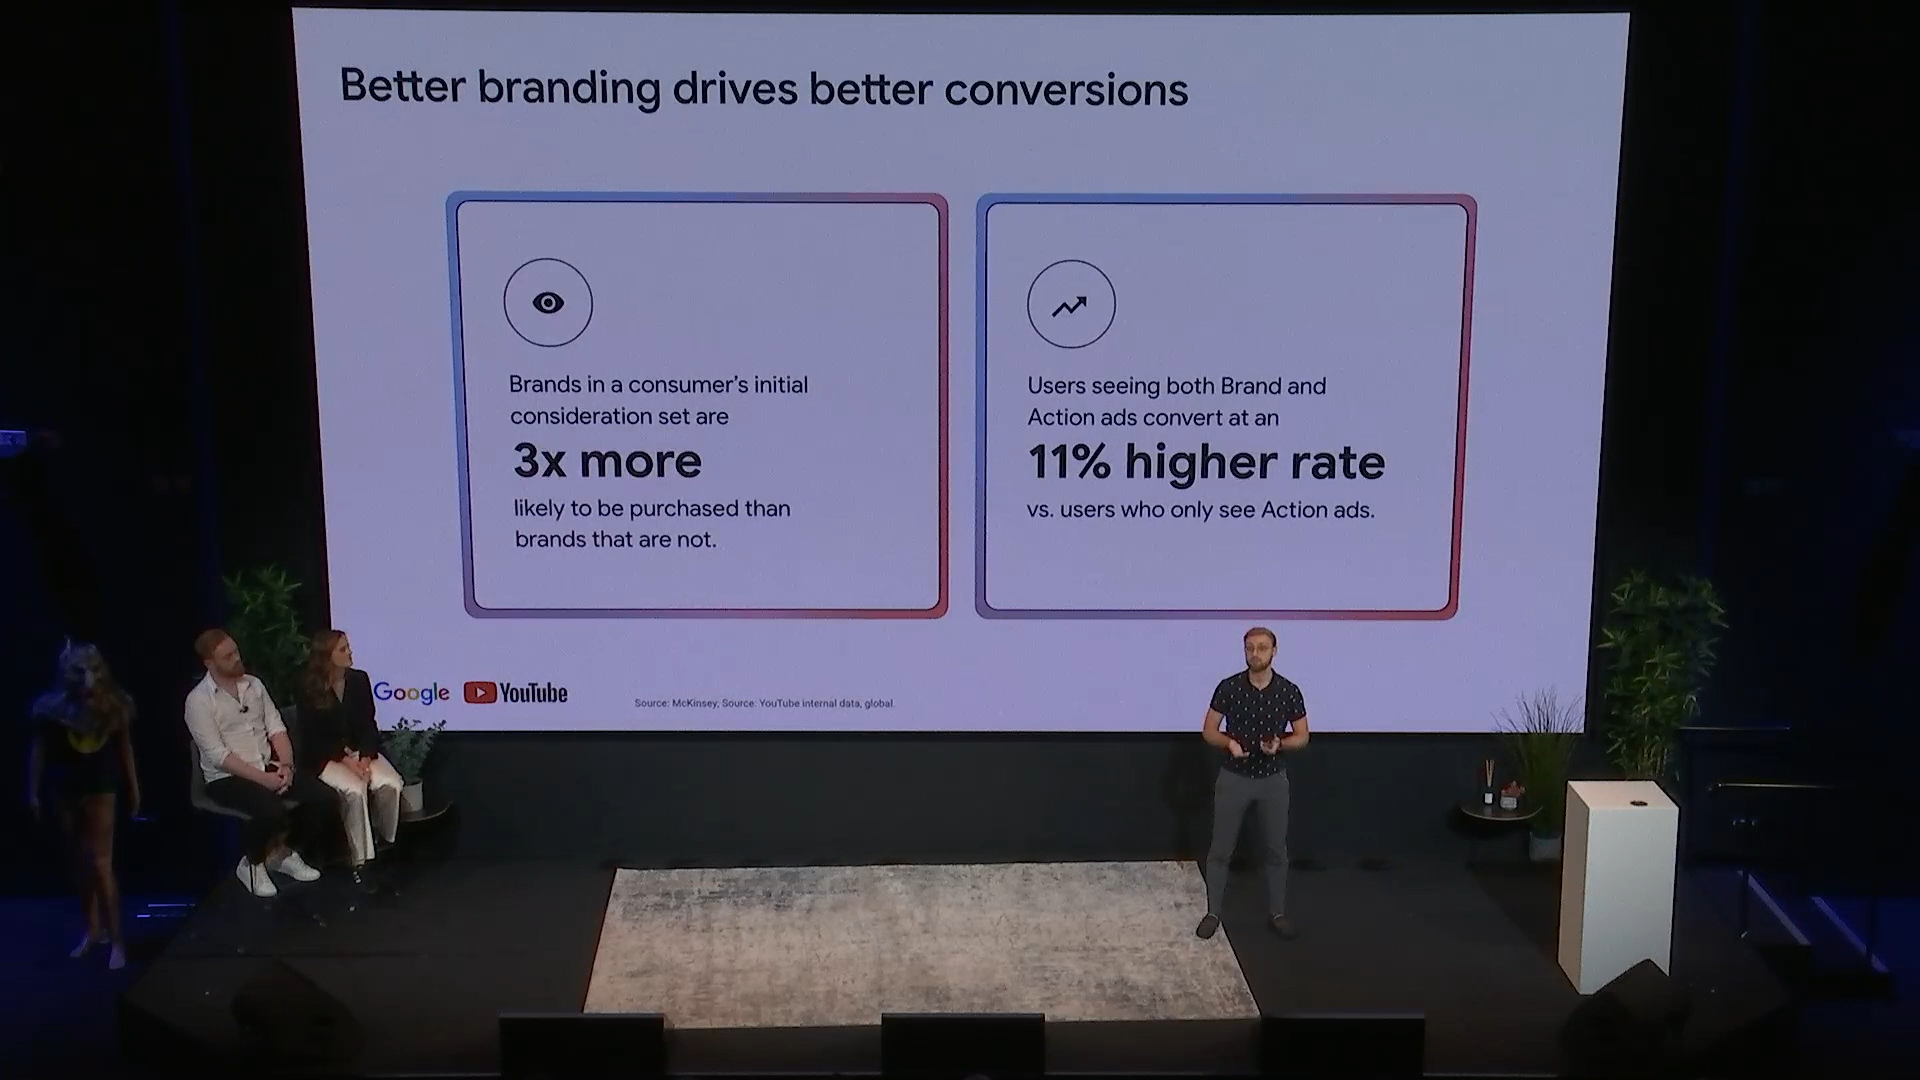 Better branding drives better conversions
Brands in a consumer's initial
consideration set are
3x more
likely to be purchased than
brands that are not.
Users seeing both Brand and
Action ads convert at an
11% higher rate
vs. users who only see Action ads.
Google YouTube
Source: McKinsey, Source: YouTube internal data, global.